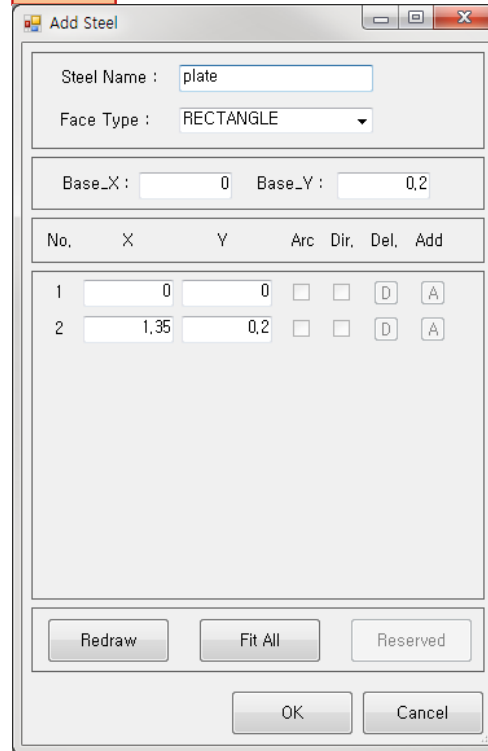 Add Steel
Steel Name : plate
Face Type : RECTANGLE
Base_X : 0 Base_Y : 0.2
No. X Y Arc Dir. Del. Add
1 0 0 D A
2 1.35 0.2 D A
Redraw Fit All Reserved
OK Cancel